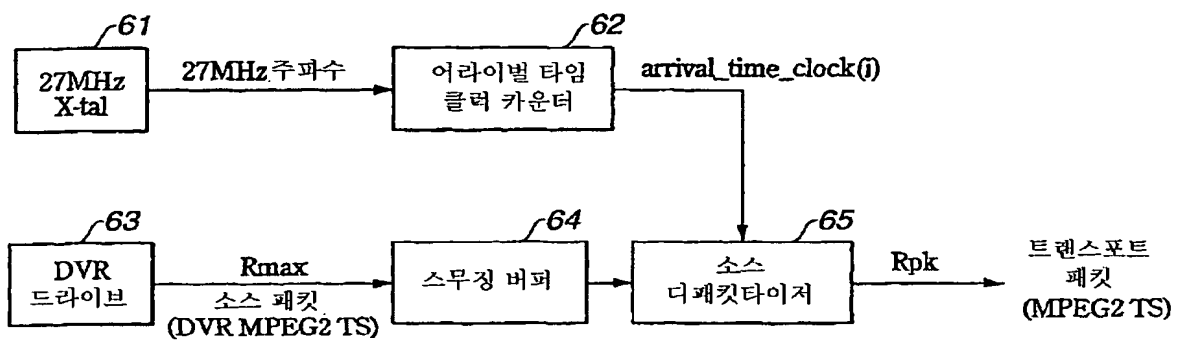 61
27MHz
X-tal
27MHz 주파수
62
어라이벌 타임
클럭 카운터
arrival_time_clock(i)
63
DVR
드라이브
Rmax
소스 패킷
(DVR MPEG2 TS)
64
스무징 버퍼
65
소스
디패킷타이저
Rpk
트랜스포트
패킷
(MPEG2 TS)